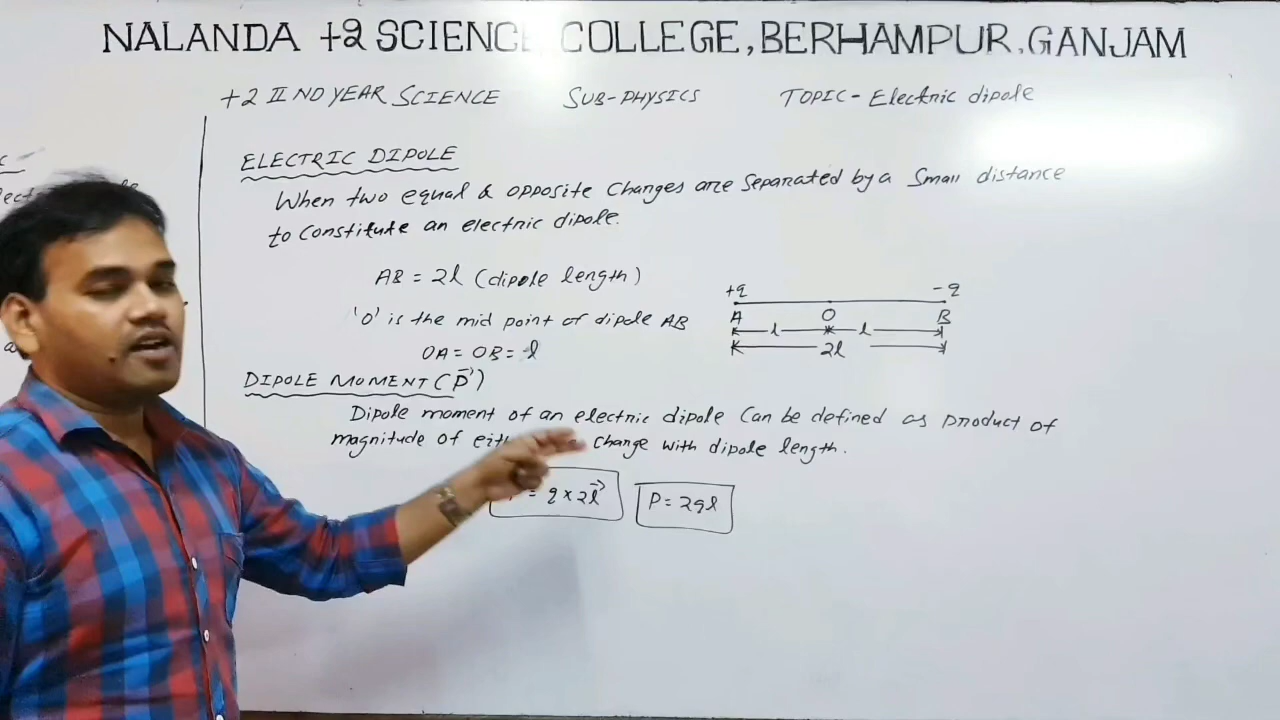 NALANDA +2 SCIENCE COLLEGE, BERHAMPUR, GANJAM
+2 II ND YEAR SCIENCE SUB-PHYSICS TOPIC- Electric dipole
ELECTRIC DIPOLE
When two equal & opposite Charges are separated by a small distance
to constitute an electric dipole.
AB = 2l (dipole length)
'O' is the mid point of dipole AB
OA = OB = l
+q -q
A O B
l l
2l
DIPOLE MOMENT (P⃗)
Dipole moment of an electric dipole can be defined as product of
magnitude of charge with dipole length.
= q × 2l⃗
P = 2ql